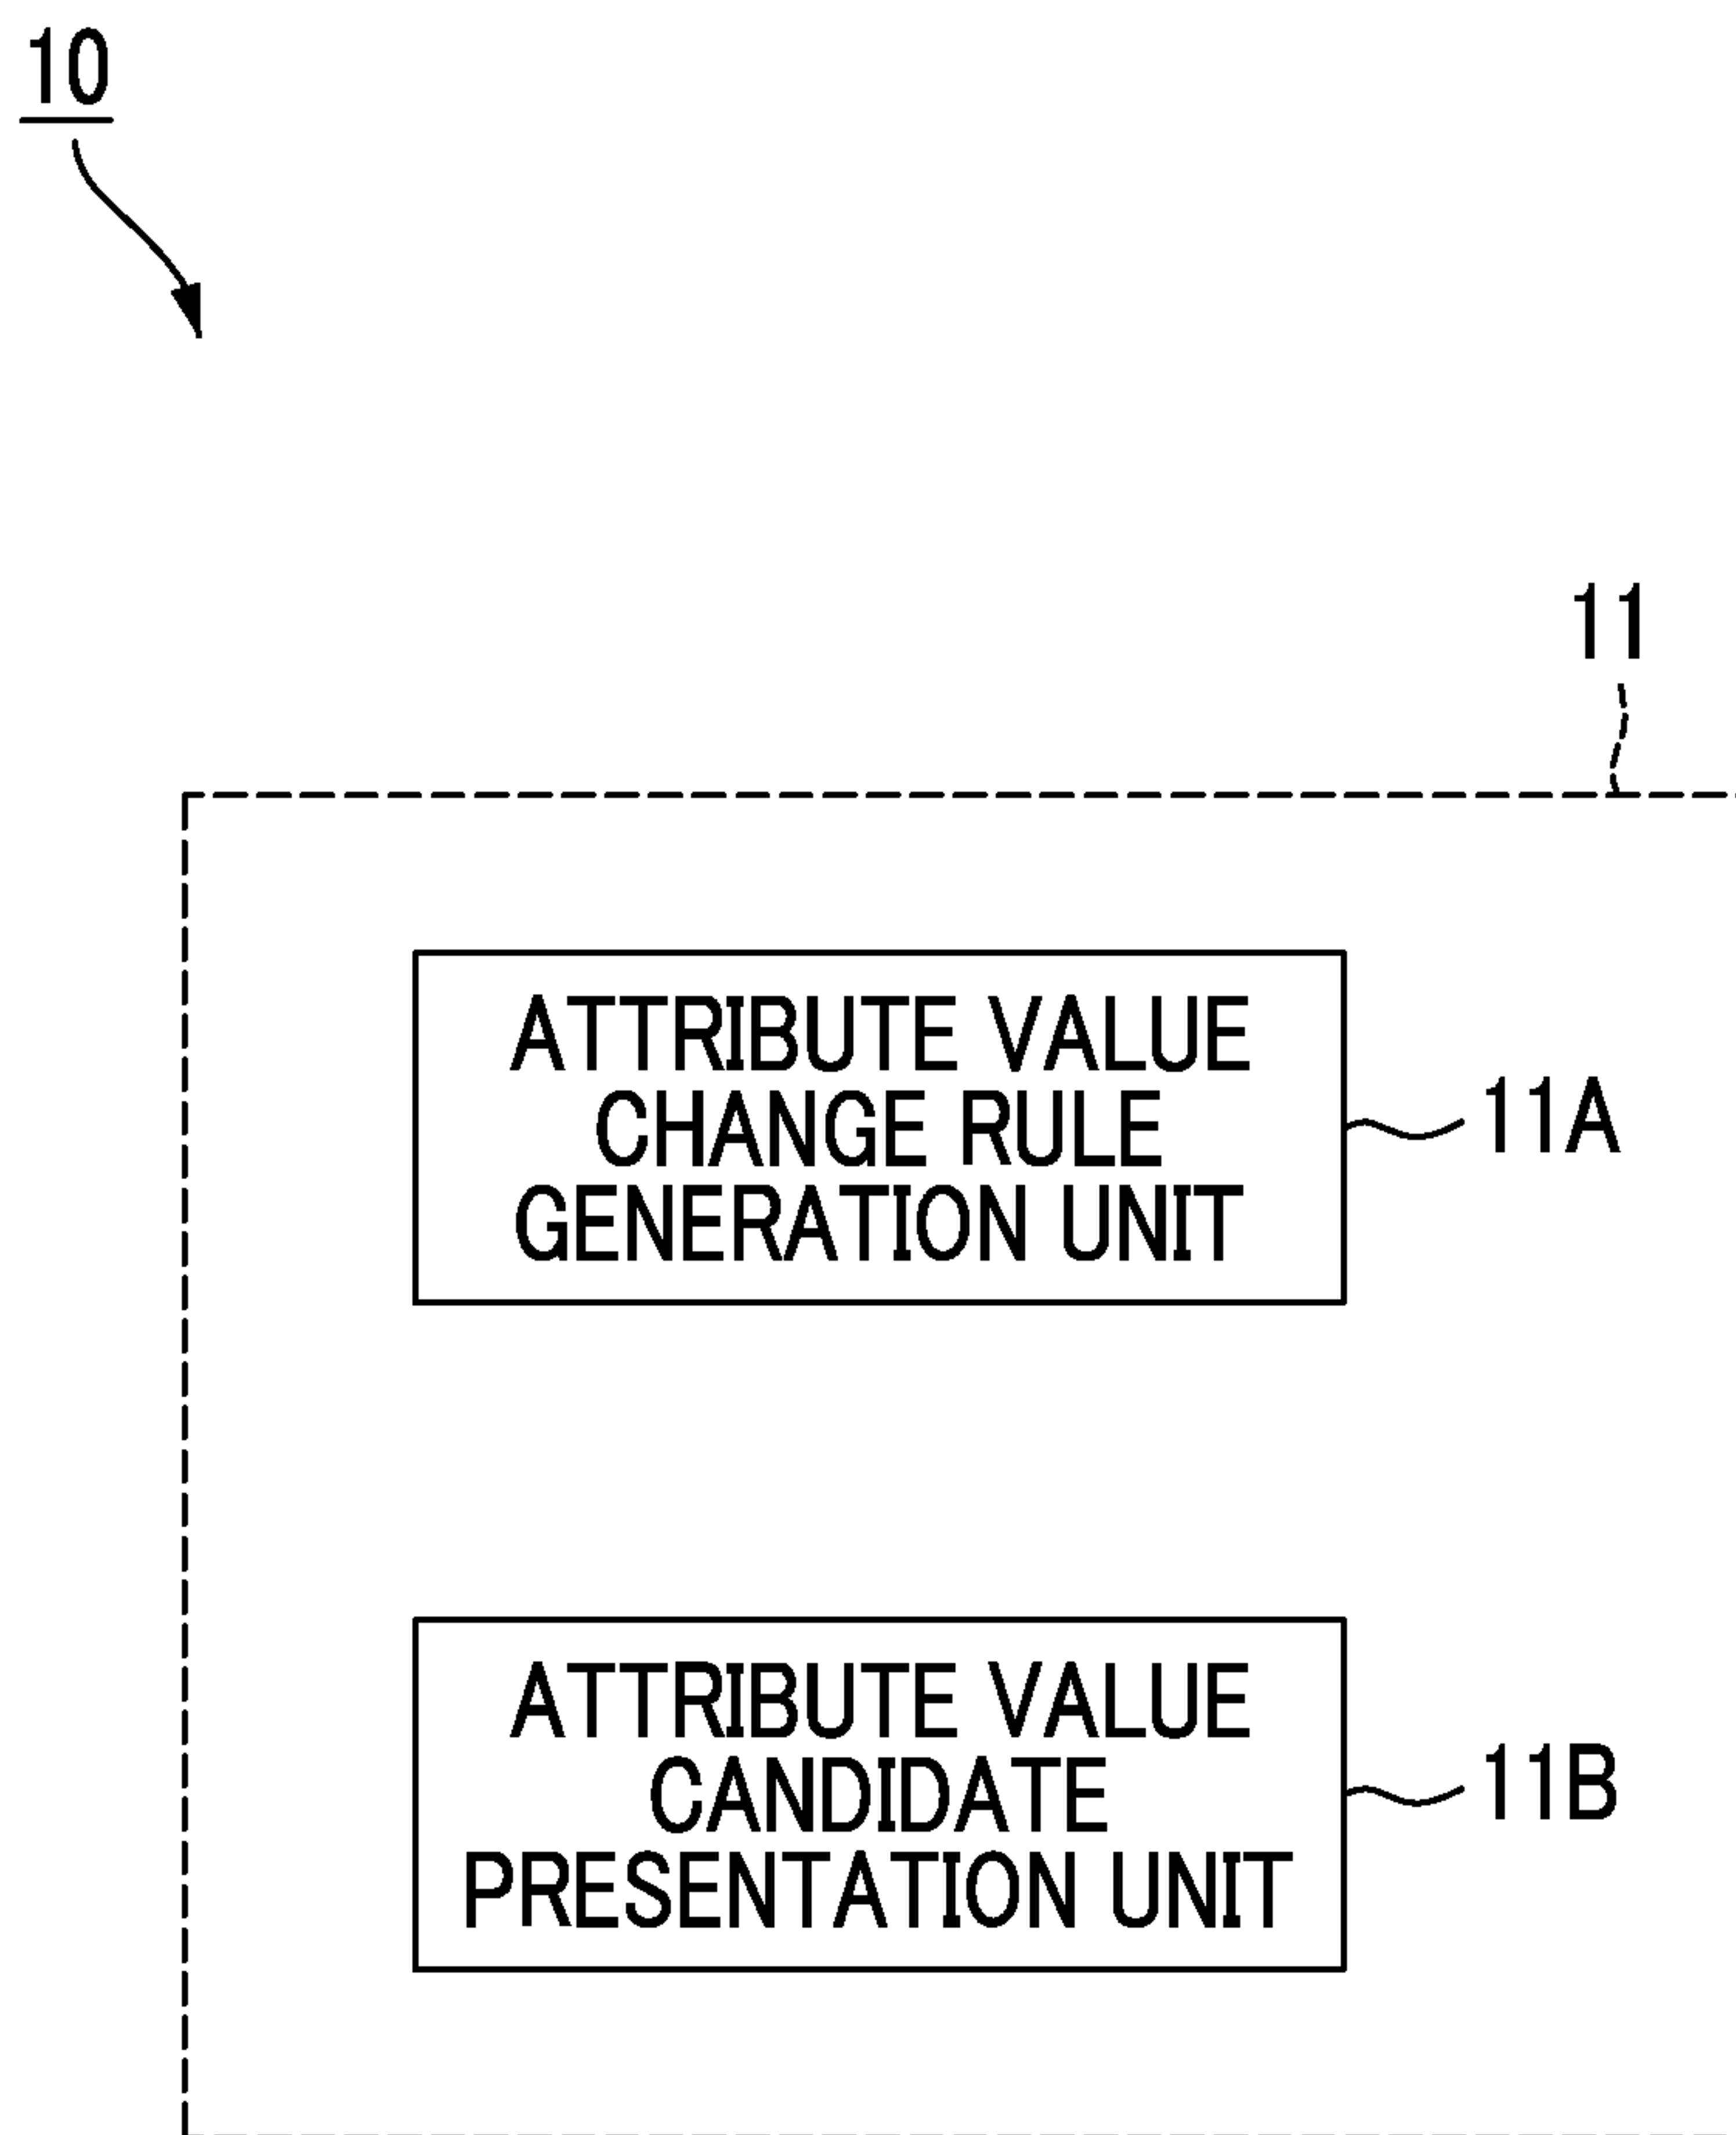 10
11
ATTRIBUTE VALUE
CHANGE RULE
GENERATION UNIT
11A
ATTRIBUTE VALUE
CANDIDATE
PRESENTATION UNIT
11B